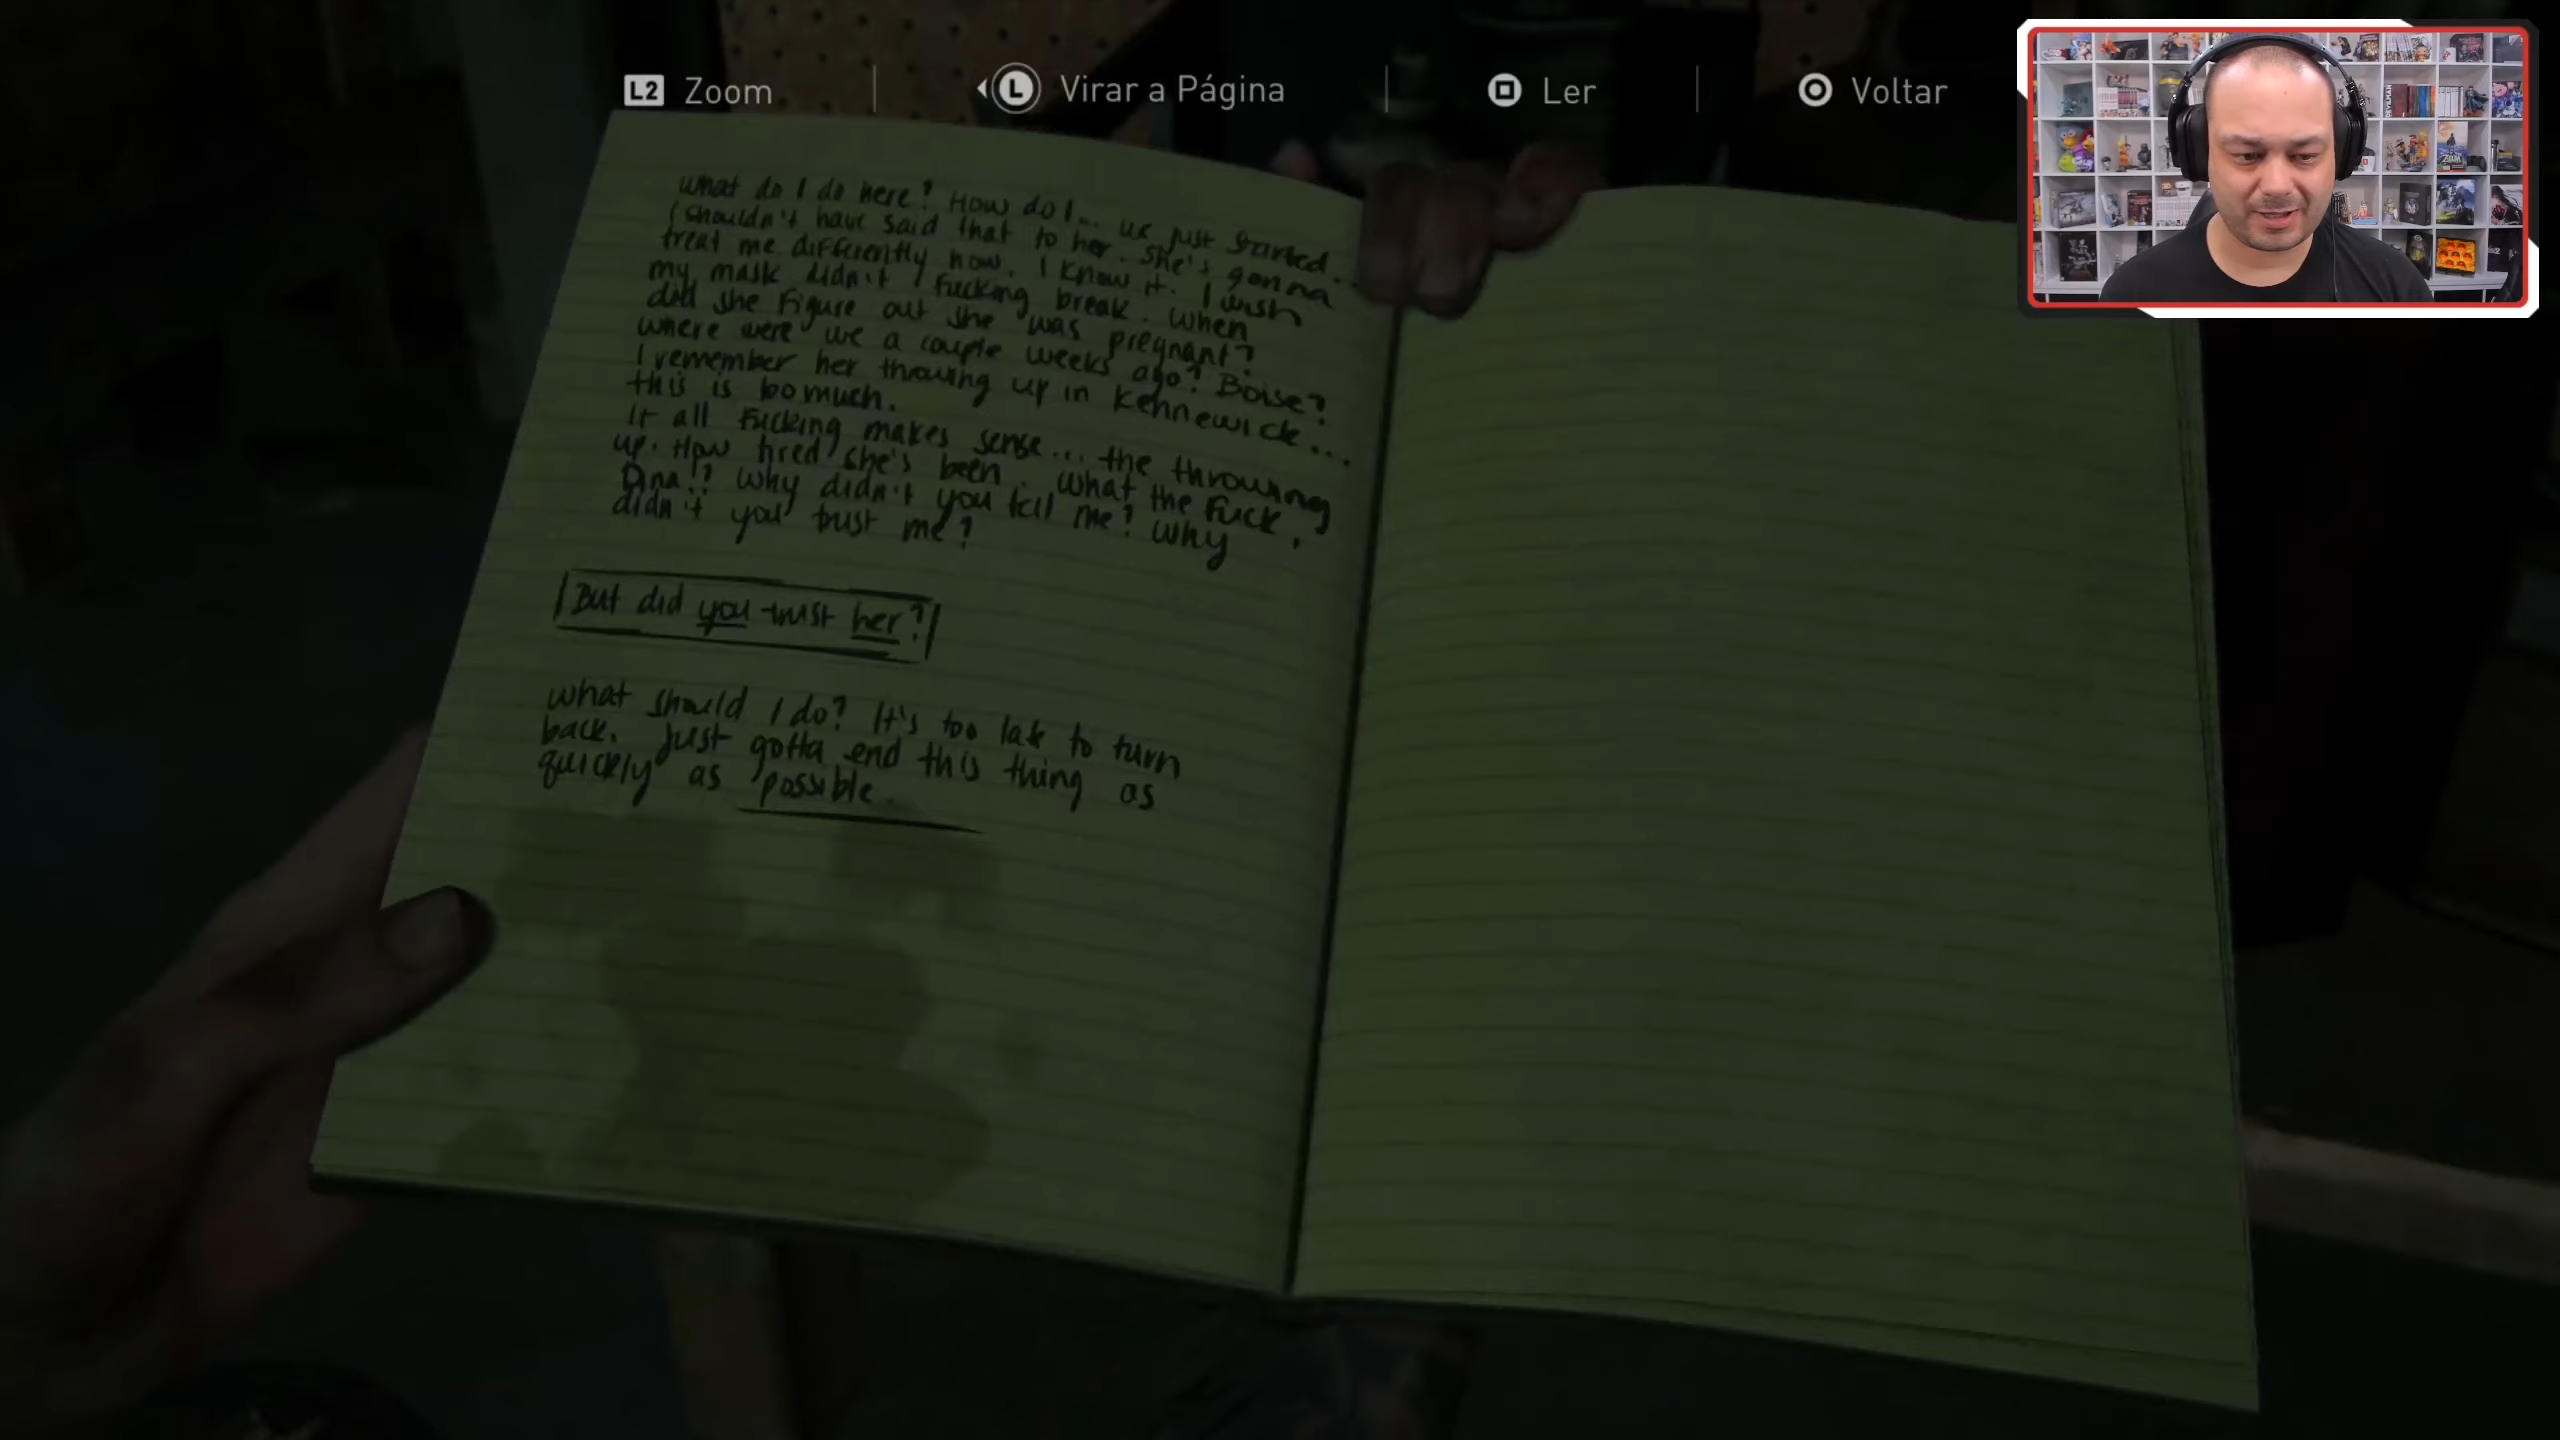 L2 Zoom
L Virar a Página
Ler
Voltar
what do I do here? How do I... we just started...
I shouldn't have said that to her. She's gonna
treat me differently now. I know it. I wish
my mask didn't fucking break. When
did she figure out she was pregnant?
where were we a couple weeks ago? Boise?
I remember her throwing up in Kennewick...
this is too much.
It all fucking makes sense... the throwing
up. How tired she's been. What the fuck,
Dina!? Why didn't you tell me? Why
didn't you trust me?
But did you trust her?
what should I do? It's too late to turn
back. Just gotta end this thing as
quickly as possible.